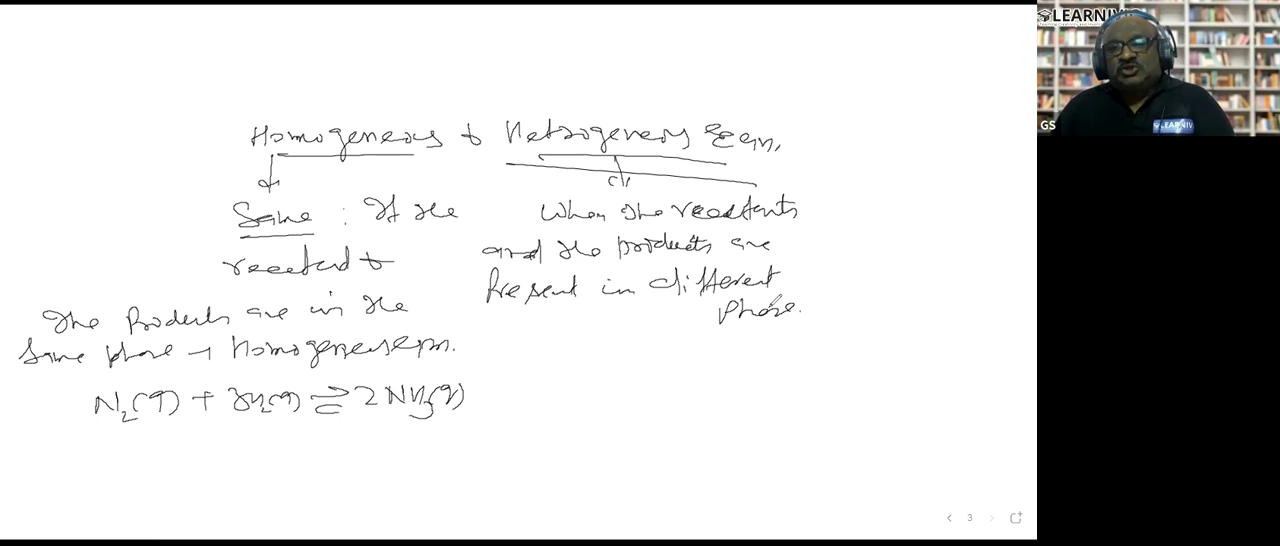 Homogeneous & Heterogeneous Eqm.
Same : If the
reactant &
the Products are in the
Same phase → Homogeneous eqm.
N₂(g) + 3H₂(g) ⇌ 2NH₃(g)
When the reactants
and the products are
Present in different
Phase.
LEARNIV
GS
LEARNIV
3